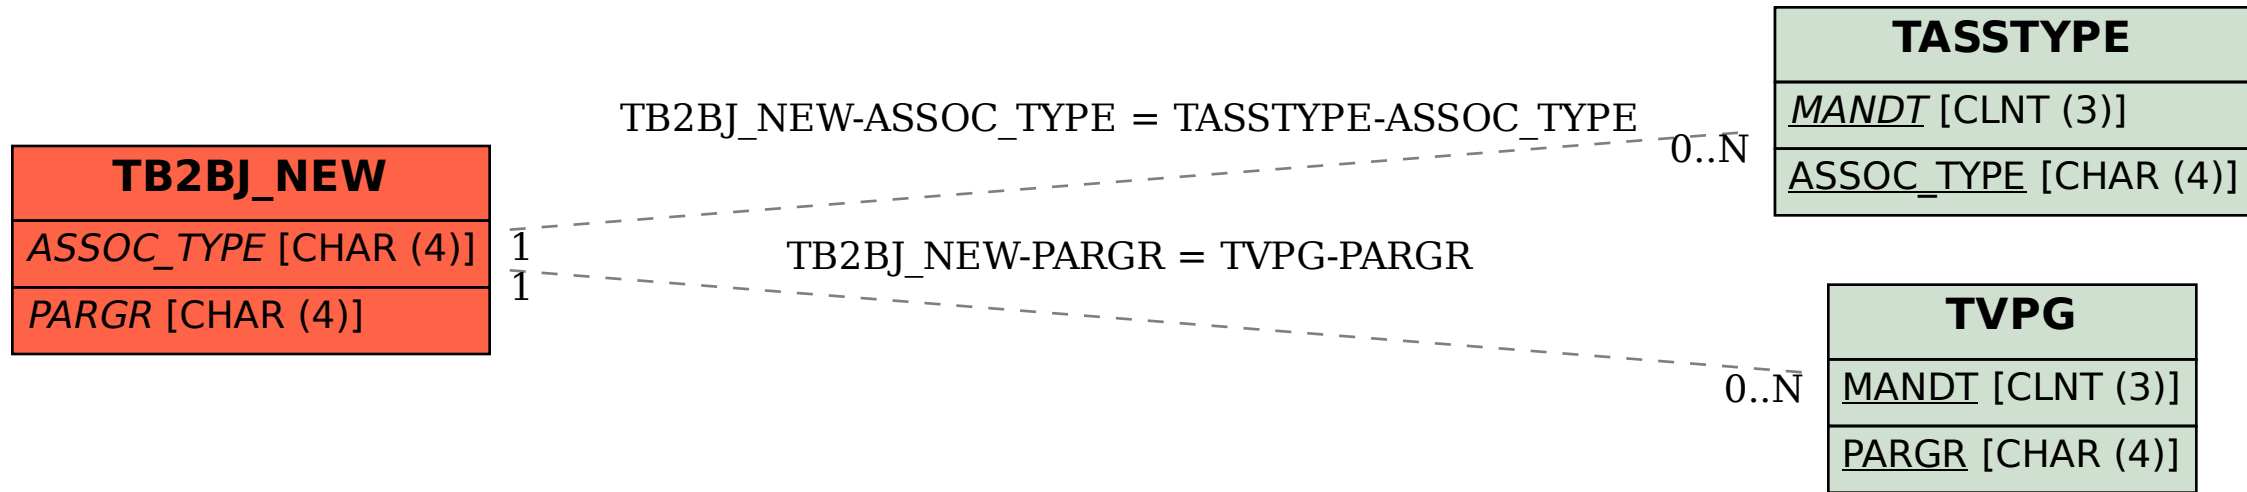 TB2BJ_NEW
ASSOC_TYPE [CHAR (4)]
PARGR [CHAR (4)]
TB2BJ_NEW-ASSOC_TYPE = TASSTYPE-ASSOC_TYPE
1
0..N
TB2BJ_NEW-PARGR = TVPG-PARGR
1
0..N
TASSTYPE
MANDT [CLNT (3)]
ASSOC_TYPE [CHAR (4)]
TVPG
MANDT [CLNT (3)]
PARGR [CHAR (4)]